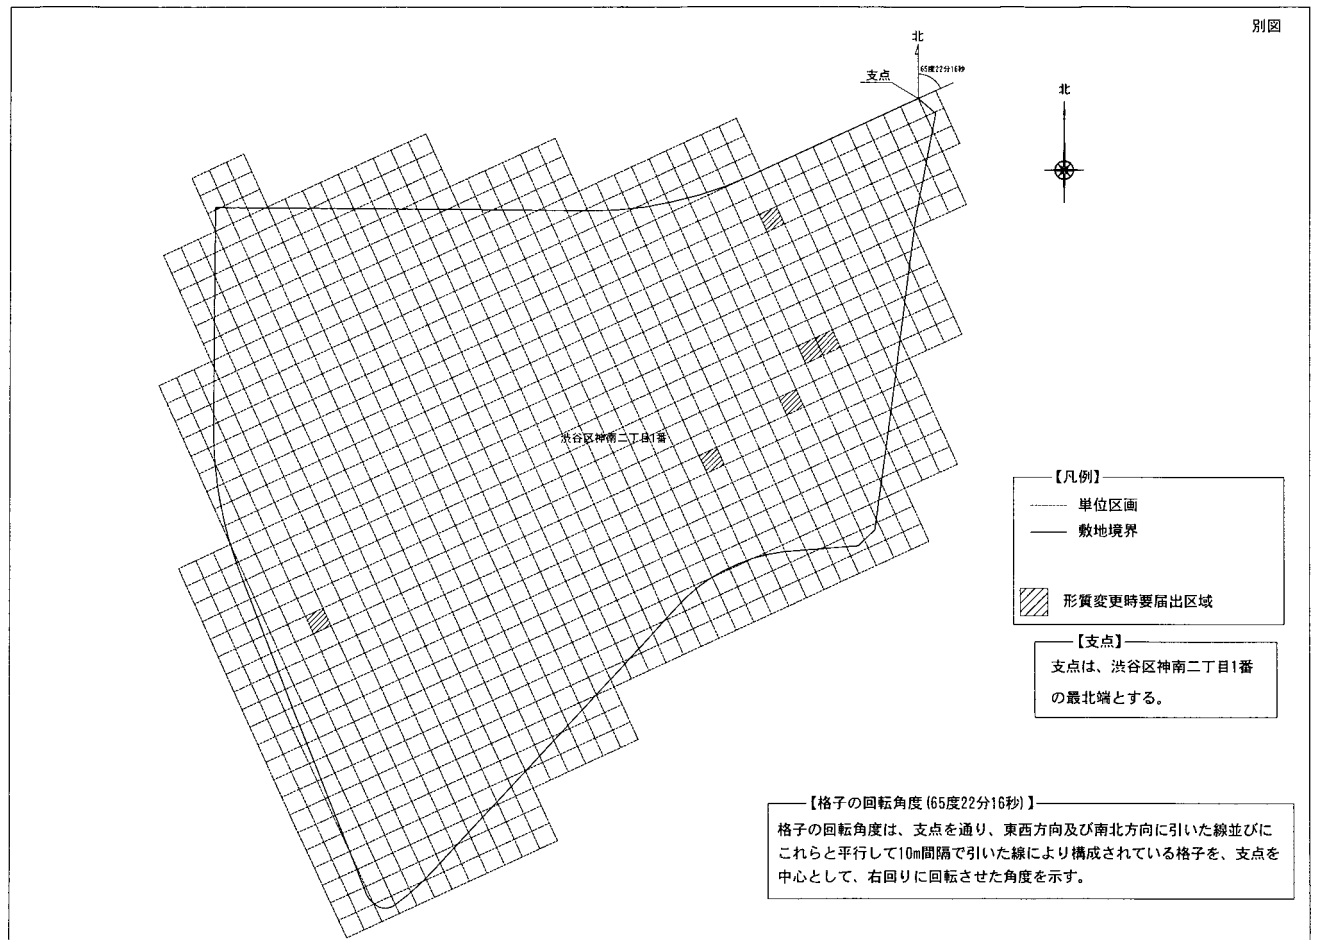 別図
北
65度22分16秒
支点
北
渋谷区神南二丁目1番
【凡例】
単位区画
敷地境界
形質変更時要届出区域
【支点】
支点は、渋谷区神南二丁目1番
の最北端とする。
【格子の回転角度(65度22分16秒)】
格子の回転角度は、支点を通り、東西方向及び南北方向に引いた線並びに
これらと平行して10m間隔で引いた線により構成されている格子を、支点を
中心として、右回りに回転させた角度を示す。